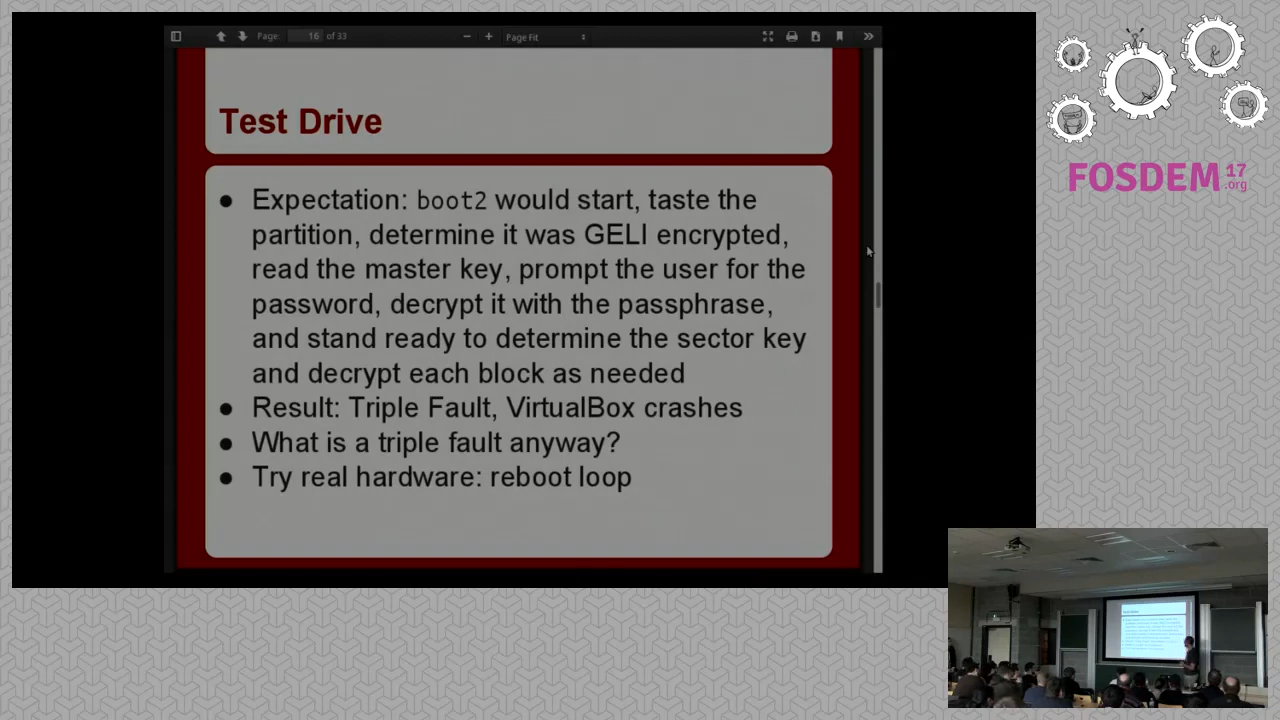 Page:
16 of 33
Page Fit
Test Drive
● Expectation: boot2 would start, taste the
partition, determine it was GELI encrypted,
read the master key, prompt the user for the
password, decrypt it with the passphrase,
and stand ready to determine the sector key
and decrypt each block as needed
● Result: Triple Fault, VirtualBox crashes
● What is a triple fault anyway?
● Try real hardware: reboot loop
FOSDEM 17
.org
Test Drive